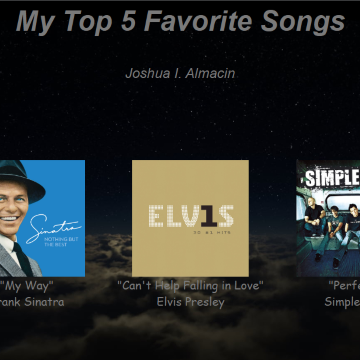 My Top 5 Favorite Songs
Joshua I. Almacin
Sinatra
NOTHING BUT
THE BEST
ELV1S
30 #1 HITS
SIMPLE
"My Way"
rank Sinatra
"Can't Help Falling in Love"
Elvis Presley
"Perfe
Simple